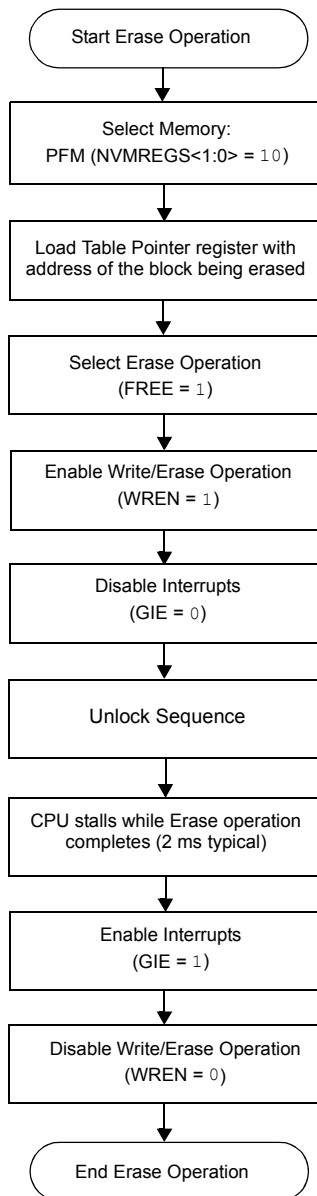 Start Erase Operation
Select Memory:
PFM (NVMREGS<1:0> = 10)
Load Table Pointer register with
address of the block being erased
Select Erase Operation
(FREE = 1)
Enable Write/Erase Operation
(WREN = 1)
Disable Interrupts
(GIE = 0)
Unlock Sequence
CPU stalls while Erase operation
completes (2 ms typical)
Enable Interrupts
(GIE = 1)
Disable Write/Erase Operation
(WREN = 0)
End Erase Operation